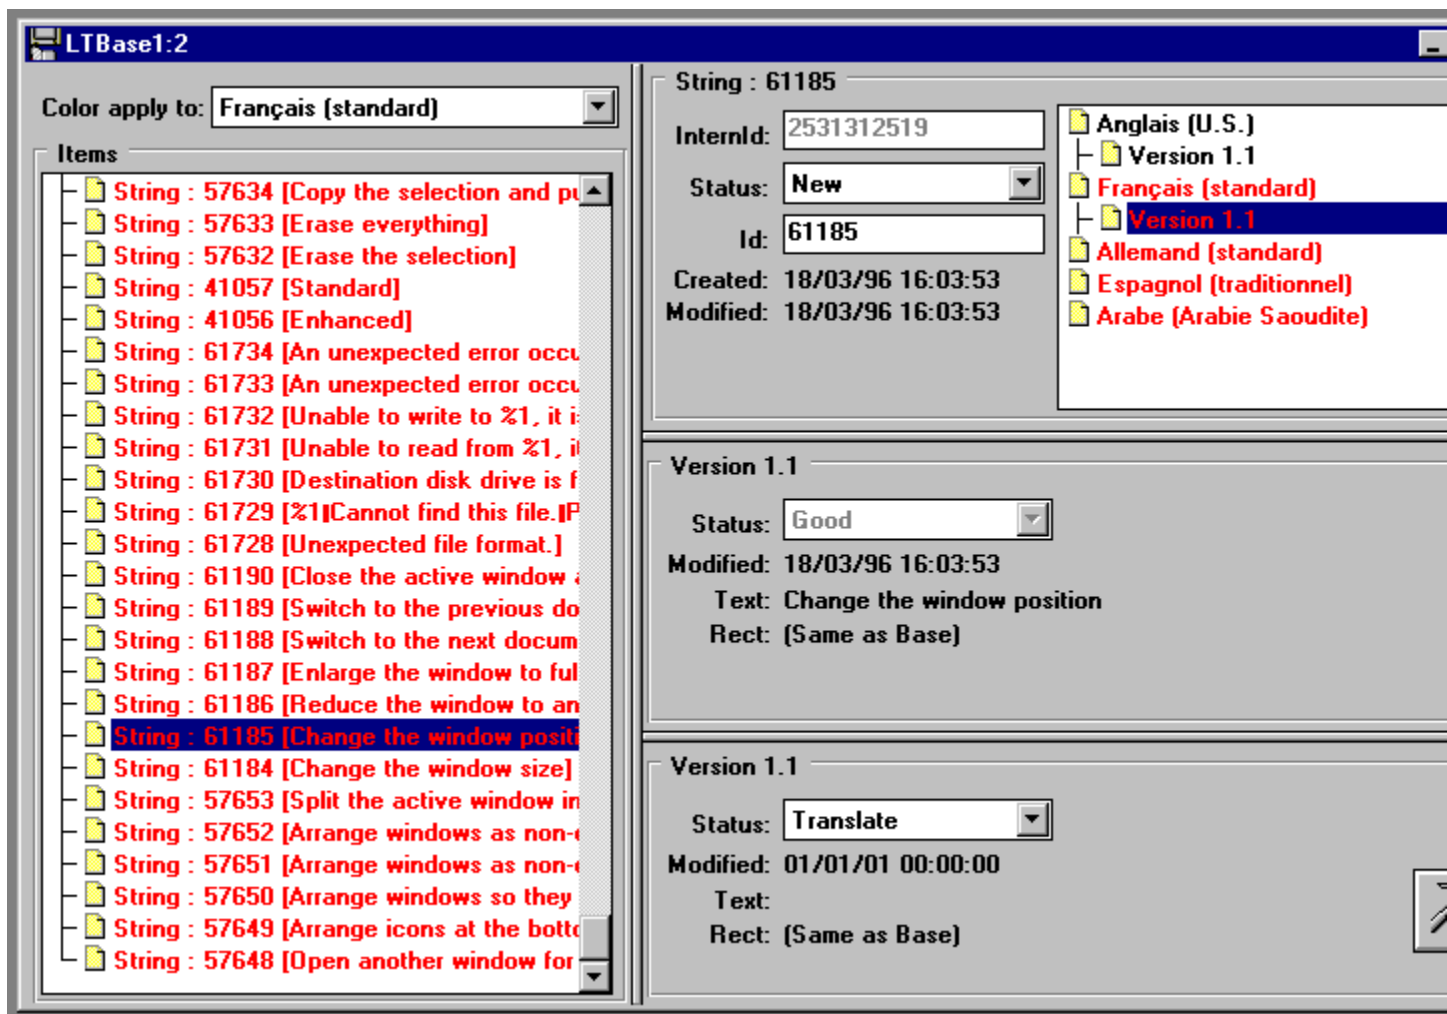 LTBase1:2
Color apply to: Français (standard)
Items
String : 57634 [Copy the selection and pu
String : 57633 [Erase everything]
String : 57632 [Erase the selection]
String : 41057 [Standard]
String : 41056 [Enhanced]
String : 61734 [An unexpected error occu
String : 61733 [An unexpected error occu
String : 61732 [Unable to write to %1, it i
String : 61731 [Unable to read from %1, i
String : 61730 [Destination disk drive is f
String : 61729 [%1||Cannot find this file.||P
String : 61728 [Unexpected file format.]
String : 61190 [Close the active window a
String : 61189 [Switch to the previous do
String : 61188 [Switch to the next docum
String : 61187 [Enlarge the window to ful
String : 61186 [Reduce the window to an
String : 61185 [Change the window positi
String : 61184 [Change the window size]
String : 57653 [Split the active window in
String : 57652 [Arrange windows as non-
String : 57651 [Arrange windows as non-
String : 57650 [Arrange windows so they
String : 57649 [Arrange icons at the botto
String : 57648 [Open another window for
String : 61185
InternId: 2531312519
Status: New
Id: 61185
Created: 18/03/96 16:03:53
Modified: 18/03/96 16:03:53
Anglais (U.S.)
Version 1.1
Français (standard)
Version 1.1
Allemand (standard)
Espagnol (traditionnel)
Arabe (Arabie Saoudite)
Version 1.1
Status: Good
Modified: 18/03/96 16:03:53
Text: Change the window position
Rect: (Same as Base)
Version 1.1
Status: Translate
Modified: 01/01/01 00:00:00
Text:
Rect: (Same as Base)